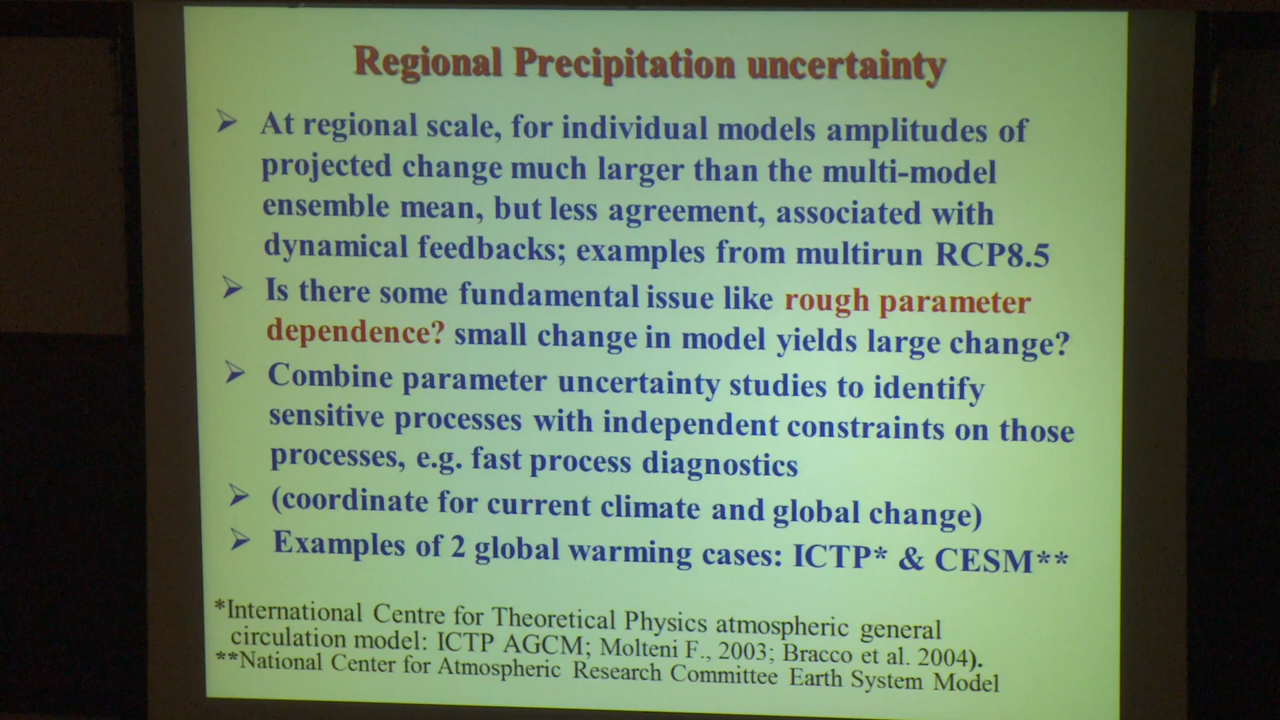 Regional Precipitation uncertainty
➢ At regional scale, for individual models amplitudes of
projected change much larger than the multi-model
ensemble mean, but less agreement, associated with
dynamical feedbacks; examples from multirun RCP8.5
➢ Is there some fundamental issue like rough parameter
dependence? small change in model yields large change?
➢ Combine parameter uncertainty studies to identify
sensitive processes with independent constraints on those
processes, e.g. fast process diagnostics
➢ (coordinate for current climate and global change)
➢ Examples of 2 global warming cases: ICTP* & CESM**
*International Centre for Theoretical Physics atmospheric general
circulation model: ICTP AGCM; Molteni F., 2003; Bracco et al. 2004).
**National Center for Atmospheric Research Committee Earth System Model